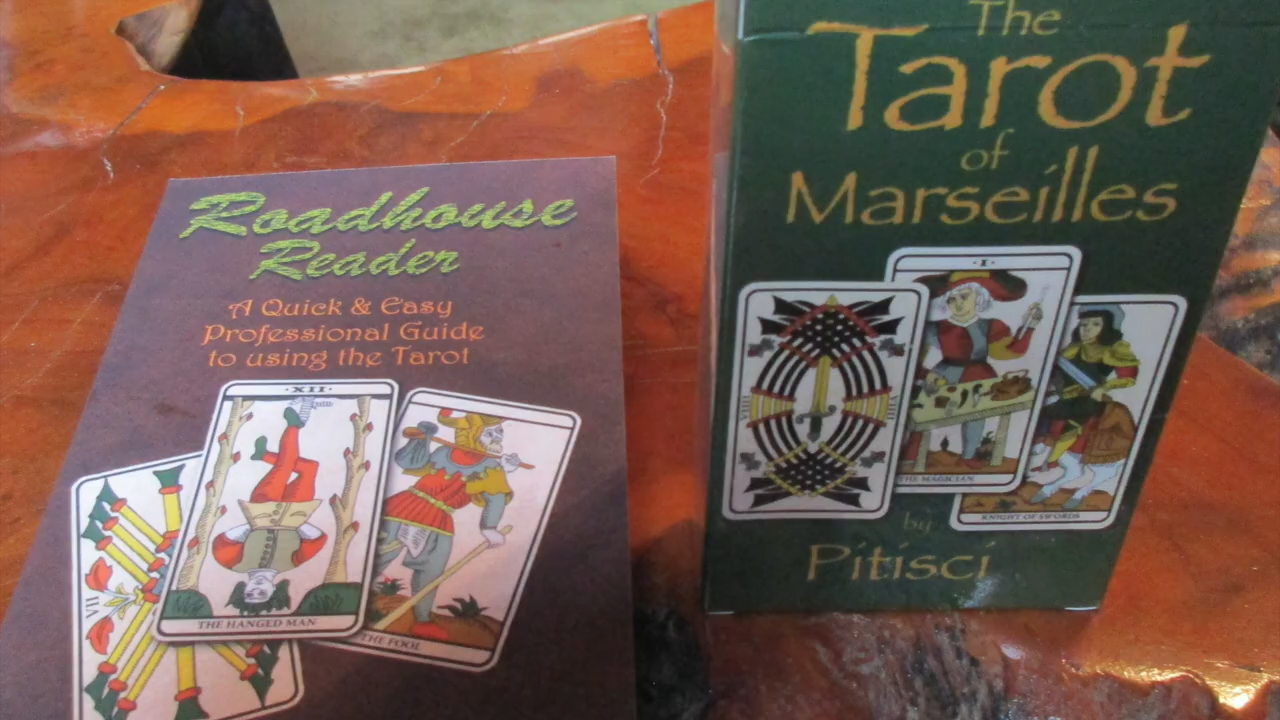 Roadhouse
Reader
A Quick & Easy
Professional Guide
to using the Tarot
·XII·
THE HANGED MAN
THE FOOL
VII
The
Tarot
of
Marseilles
·I·
THE MAGICIAN
KNIGHT OF SWORDS
by
Pitisci